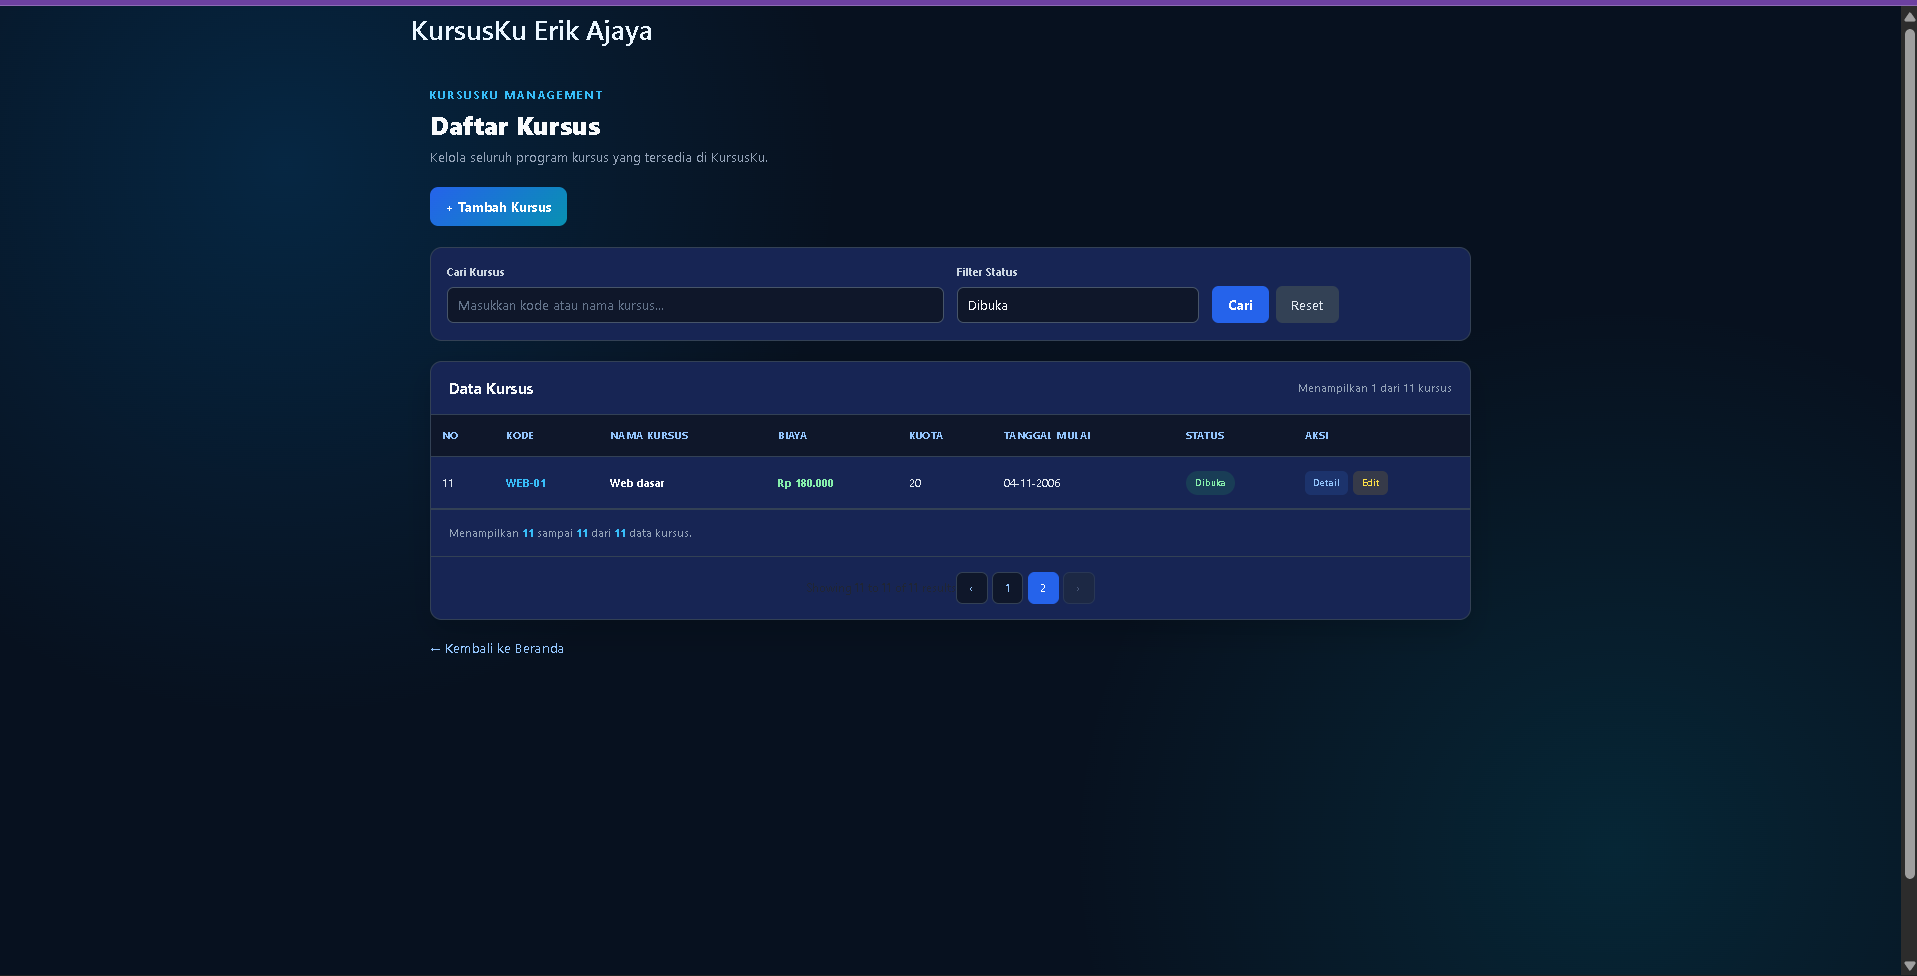 KursusKu Erik Ajaya
KURSUSKU MANAGEMENT
Daftar Kursus
Kelola seluruh program kursus yang tersedia di KursusKu.
+ Tambah Kursus
Cari Kursus
Filter Status
Masukkan kode atau nama kursus...
Dibuka
Cari
Reset
Data Kursus
Menampilkan 1 dari 11 kursus
NO KODE NAMA KURSUS BIAYA KUOTA TANGGAL MULAI STATUS AKSI
11 WEB-01 Web dasar Rp 180.000 20 04-11-2006 Dibuka Detail Edit
Menampilkan 11 sampai 11 dari 11 data kursus.
‹ 1 2 ›
← Kembali ke Beranda